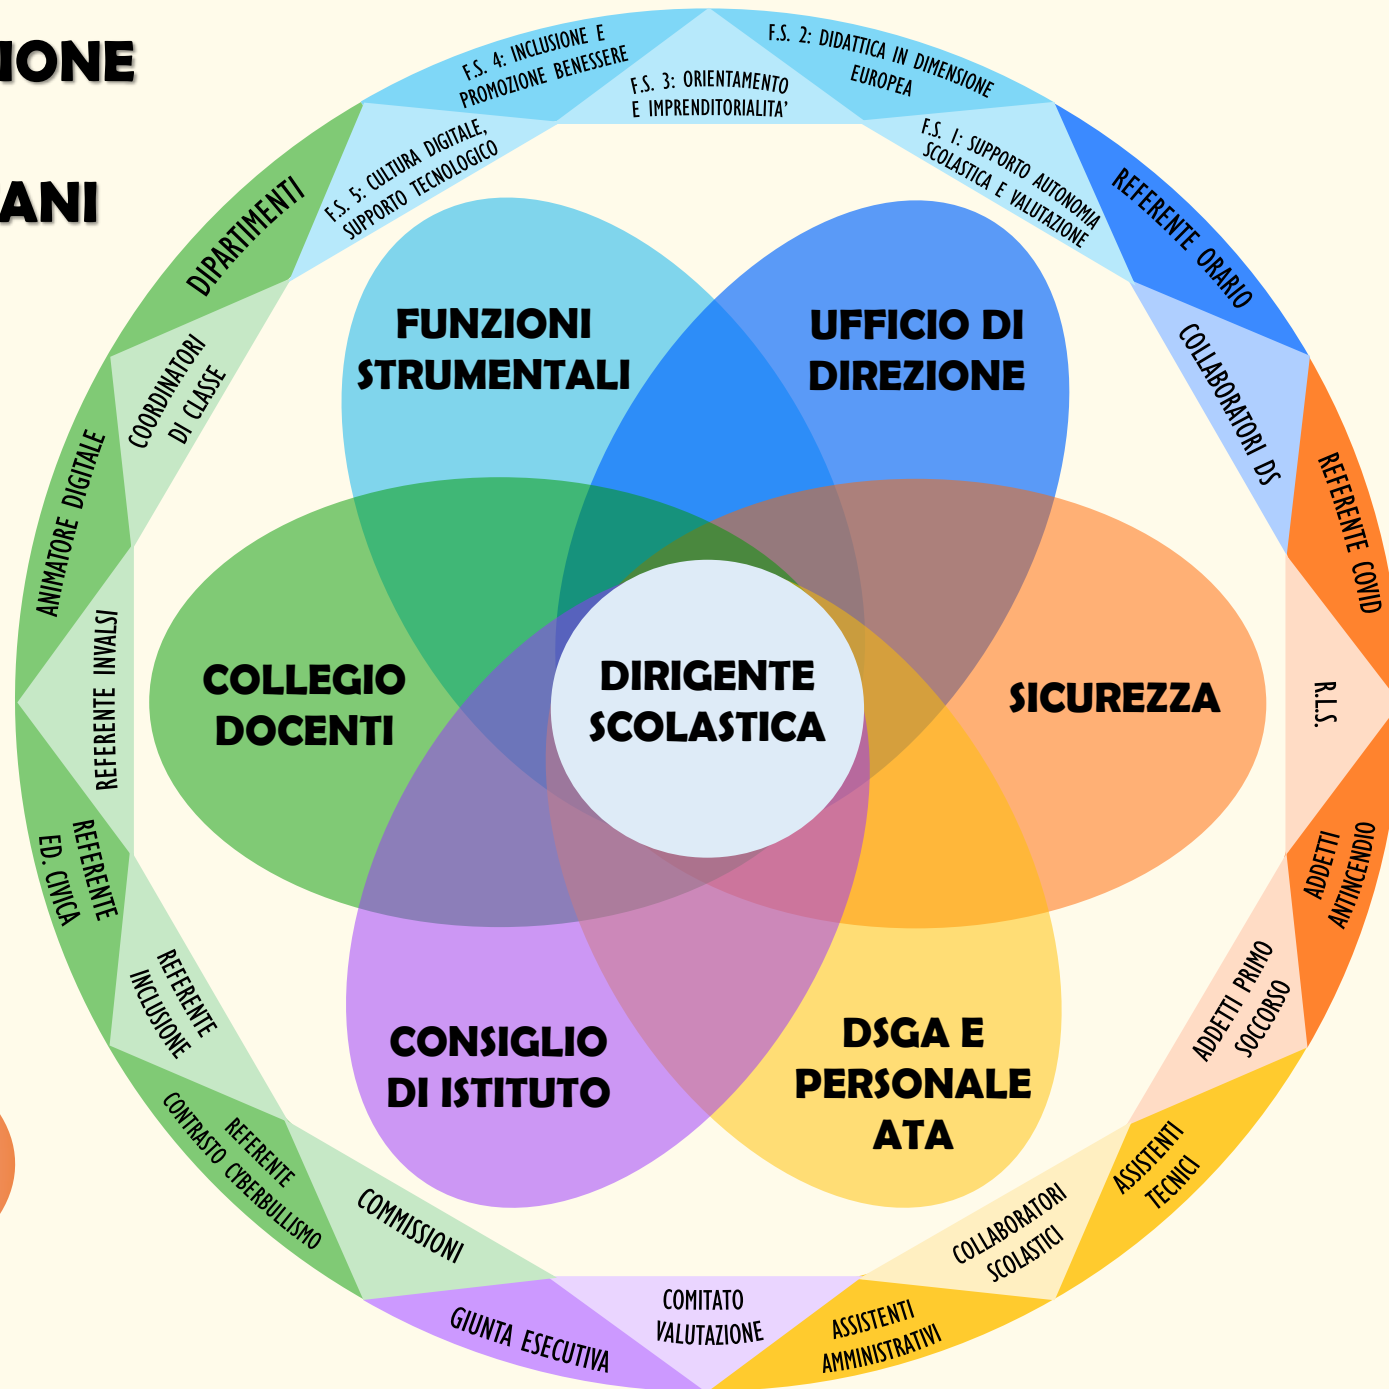 IONE
ANI
F.S. 4: INCLUSIONE E
PROMOZIONE BENESSERE
F.S. 3: ORIENTAMENTO
E IMPRENDITORIALITA'
F.S. 2: DIDATTICA IN DIMENSIONE
EUROPEA
F.S. 5: CULTURA DIGITALE,
SUPPORTO TECNOLOGICO
F.S. 1: SUPPORTO AUTONOMIA
SCOLASTICA E VALUTAZIONE
REFERENTE ORARIO
COLLABORATORI DS
REFERENTE COVID
R.L.S.
ADDETTI
ANTINCENDIO
ADDETTI PRIMO
SOCCORSO
ASSISTENTI
TECNICI
COLLABORATORI
SCOLASTICI
ASSISTENTI
AMMINISTRATIVI
COMITATO
VALUTAZIONE
GIUNTA ESECUTIVA
COMMISSIONI
REFERENTE
CONTRASTO CYBERBULLISMO
REFERENTE
INCLUSIONE
REFERENTE
ED. CIVICA
REFERENTE INVALSI
ANIMATORE DIGITALE
COORDINATORI
DI CLASSE
DIPARTIMENTI
FUNZIONI
STRUMENTALI
UFFICIO DI
DIREZIONE
COLLEGIO
DOCENTI
DIRIGENTE
SCOLASTICA
SICUREZZA
CONSIGLIO
DI ISTITUTO
DSGA E
PERSONALE
ATA